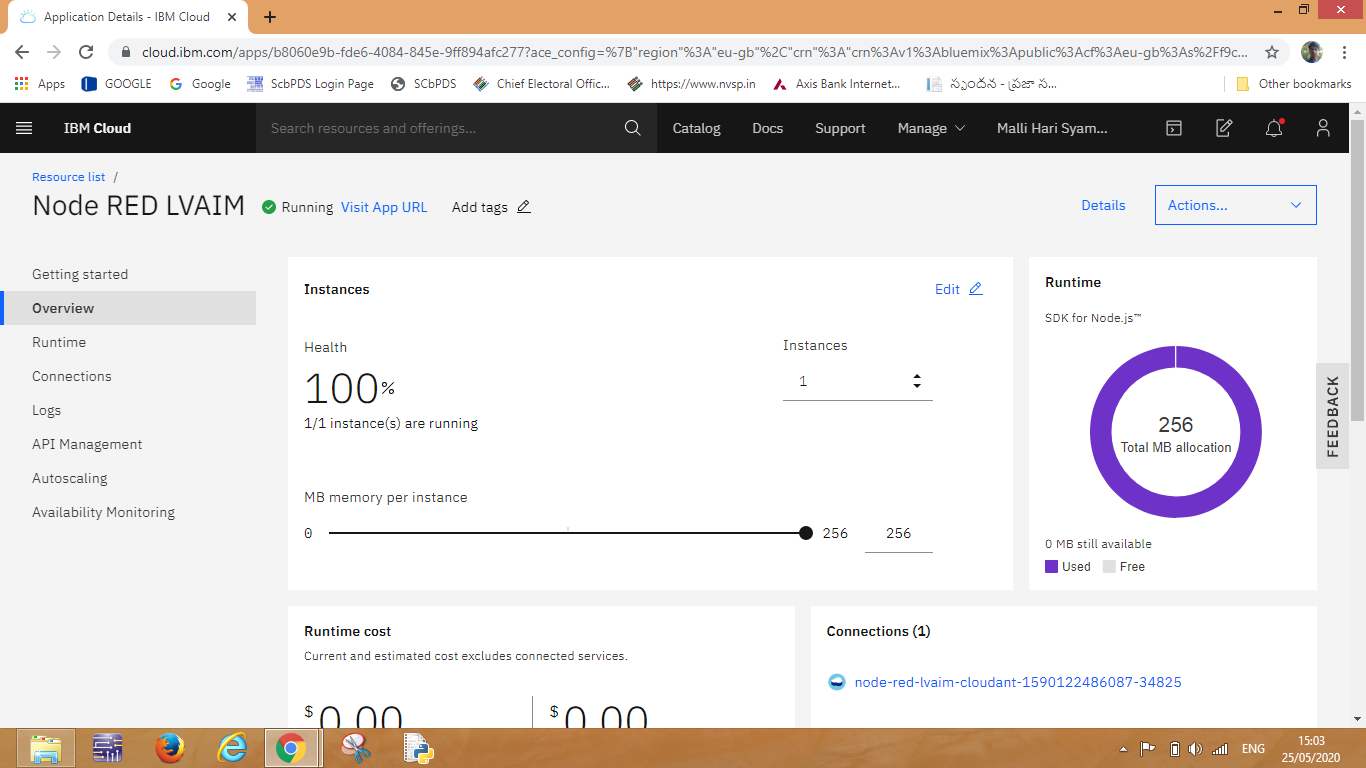 Application Details - IBM Cloud
cloud.ibm.com/apps/b8060e9b-fde6-4084-845e-9ff894afc277?ace_config=%7B"region"%3A"eu-gb"%2C"crn"%3A"crn%3Av1%3Abluemix%3Apublic%3Acf%3Aeu-gb%3As%2Ff9c...
Apps GOOGLE Google ScbPDS Login Page SCbPDS Chief Electoral Offic... https://www.nvsp.in Axis Bank Internet... స్పందన - ప్రజా స... Other bookmarks
IBM Cloud Search resources and offerings... Catalog Docs Support Manage Malli Hari Syam...
Resource list /
Node RED LVAIM Running Visit App URL Add tags Details Actions...
Getting started
Overview
Runtime
Connections
Logs
API Management
Autoscaling
Availability Monitoring
Instances Edit
Health
100%
1/1 instance(s) are running
Instances
1
MB memory per instance
0 256 256
Runtime
SDK for Node.js™
256
Total MB allocation
0 MB still available
Used Free
FEEDBACK
Runtime cost
Current and estimated cost excludes connected services.
$0.00 $0.00
Connections (1)
node-red-lvaim-cloudant-1590122486087-34825
ENG
15:03
25/05/2020